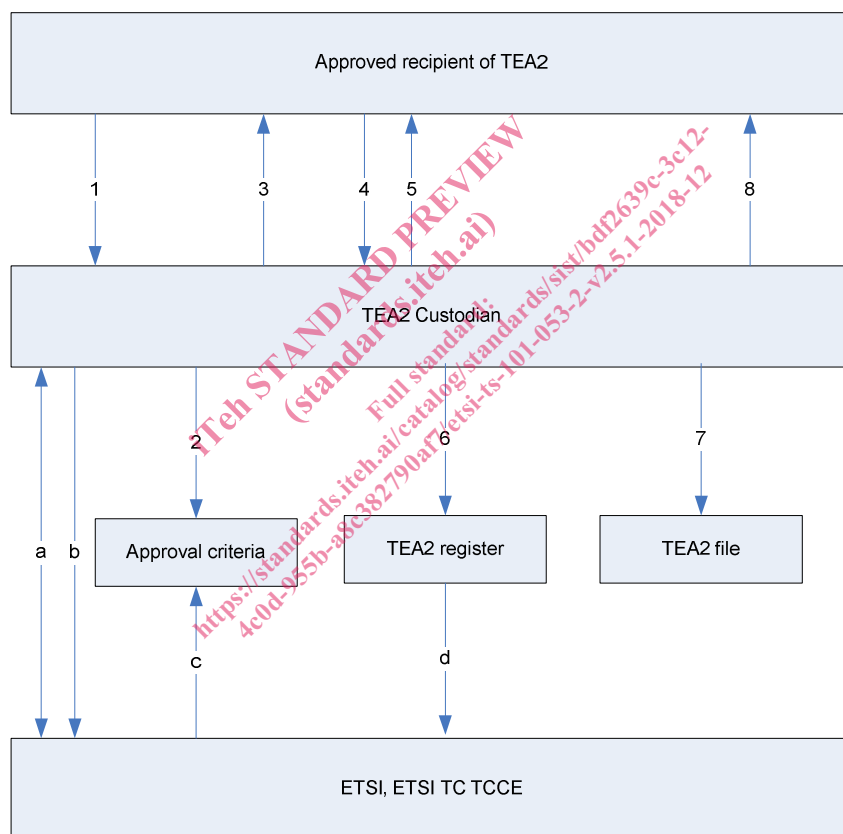 Approved recipient of TEA2
1
3
4
5
8
TEA2 Custodian
iTeh STANDARD PREVIEW
(standards.iteh.ai)
Full standard:
https://standards.iteh.ai/catalog/standards/sist/bdf2639c-3c12-
4c0d-955b-a8c382790af7/etsi-ts-101-053-2-v2.5.1-2018-12
2
6
7
a
b
Approval criteria
TEA2 register
TEA2 file
c
d
ETSI, ETSI TC TCCE